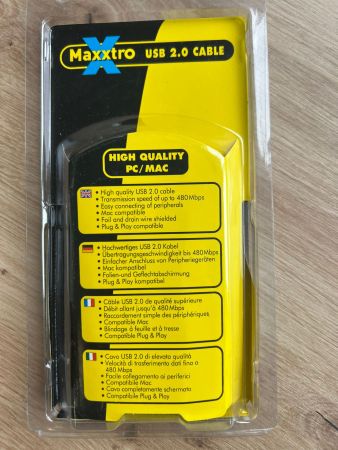 Maxxtro USB 2.0 CABLE
HIGH QUALITY
PC/MAC
• High quality USB 2.0 cable
• Transmission speed of up to 480Mbps
• Easy connecting of peripherals
• Mac compatible
• Foil and drain wire shielded
• Plug & Play compatible
• Hochwertiges USB 2.0 Kabel
• Übertragungsgeschwindigkeit bis 480Mbps
• Einfacher Anschluss von Peripheriegeräten
• Mac kompatibel
• Folien-und Geflechtabschirmung
• Plug & Play kompatibel
• Câble USB 2.0 de qualité supérieure
• Débit allant jusqu'à 480Mbps
• Raccordement simple des périphériques
• Compatible Mac
• Blindage à feuille et à tresse
• Compatible Plug & Play
• Cavo USB 2.0 di elevata qualità
• Velocità di trasferimento dati fino a
480 Mbps
• Facile collegamento ai periferici
• Compatibile Mac
• Cavo completamente schermato
• Compatibile Plug & Play